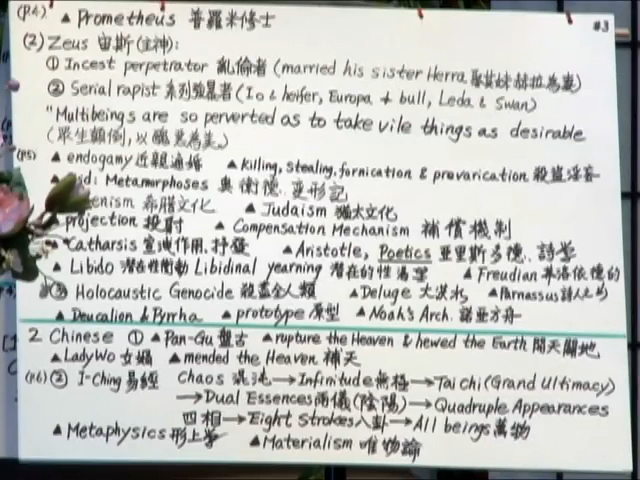 (P.4) ▲Prometheus 普羅米修士 #3
(2) Zeus 宙斯(主神):
① Incest perpetrator 亂倫者 (married his sister Herra 娶其妹赫拉為妻)
② Serial rapist 系列強暴者 (Io & heifer, Europa & bull, Leda & Swan)
"Multibeings are so perverted as to take vile things as desirable
(眾生顛倒,以醜惡為美。)
(P5) ▲endogamy 近親通婚 ▲killing, stealing, fornication & prevarication 殺盜淫妄
Metamorphoses 變形記
enism 希臘文化 ▲Judaism 猶太文化
projection 投射 ▲Compensation Mechanism 補償機制
▲Catharsis 宣洩作用, 抒發 ▲Aristotle, Poetics 亞里斯多德, 詩學
▲Libido 潛在性衝動 Libidinal yearning 潛在的性渴望 ▲Freudian 弗洛依德的
③ Holocaustic Genocide 殺盡全人類 ▲Deluge 大洪水 ▲Parnassus 詩人之山
▲Deucalion & Pyrrha ▲prototype 原型 ▲Noah's Arch. 諾亞方舟
2 Chinese ① ▲Pan-Gu 盤古 ▲rupture the Heaven & hewed the Earth 開天闢地
▲Lady Wo 女媧 ▲mended the Heaven 補天
(P.6) ② I-Ching 易經 Chaos 混沌→Infinitude 無極→Tai chi (Grand Ultimacy)
→Dual Essences 兩儀(陰陽)→Quadruple Appearances
四相→Eight Strokes 八卦→All beings 萬物
▲Metaphysics 形上學 ▲Materialism 唯物論